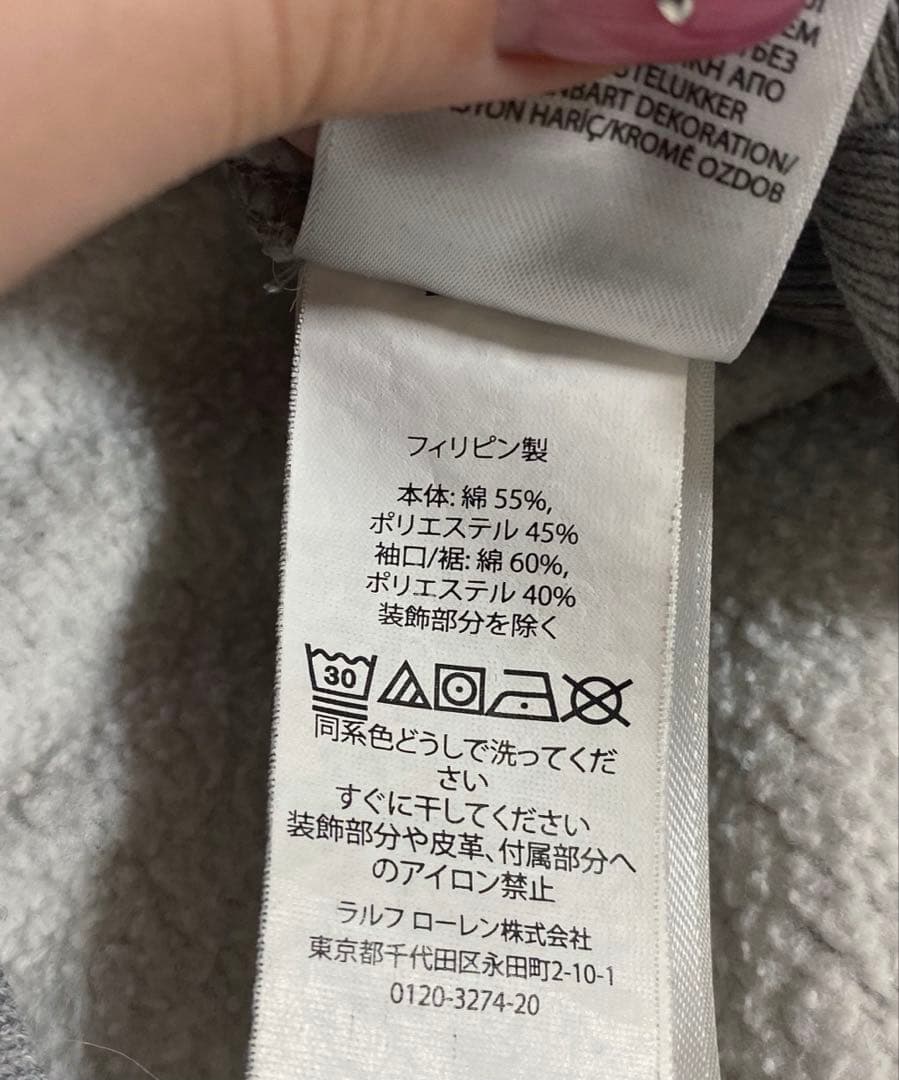 БЕЗ
ΑΠΟ
DEKORATION/
HARİÇ/KROMĚ OZDOB
フィリピン製
本体: 綿 55%,
ポリエステル 45%
袖口/裾: 綿 60%,
ポリエステル 40%
装飾部分を除く
30
同系色どうしで洗ってくだ
さい
すぐに干してください
装飾部分や皮革、付属部分へ
のアイロン禁止
ラルフ ローレン株式会社
東京都千代田区永田町2-10-1
0120-3274-20